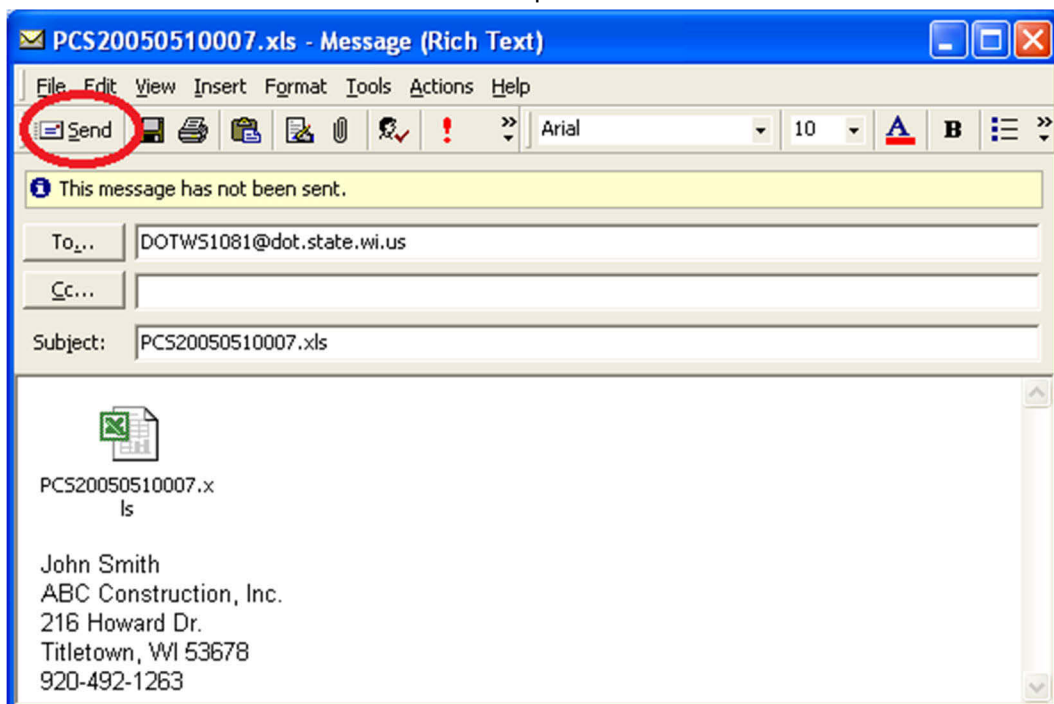 PCS20050510007.xls - Message (Rich Text)
File Edit View Insert Format Tools Actions Help
Send Arial 10 A B
This message has not been sent.
To... DOTWS1081@dot.state.wi.us
Cc...
Subject: PCS20050510007.xls
PCS20050510007.x
ls
John Smith
ABC Construction, Inc.
216 Howard Dr.
Titletown, WI 53678
920-492-1263